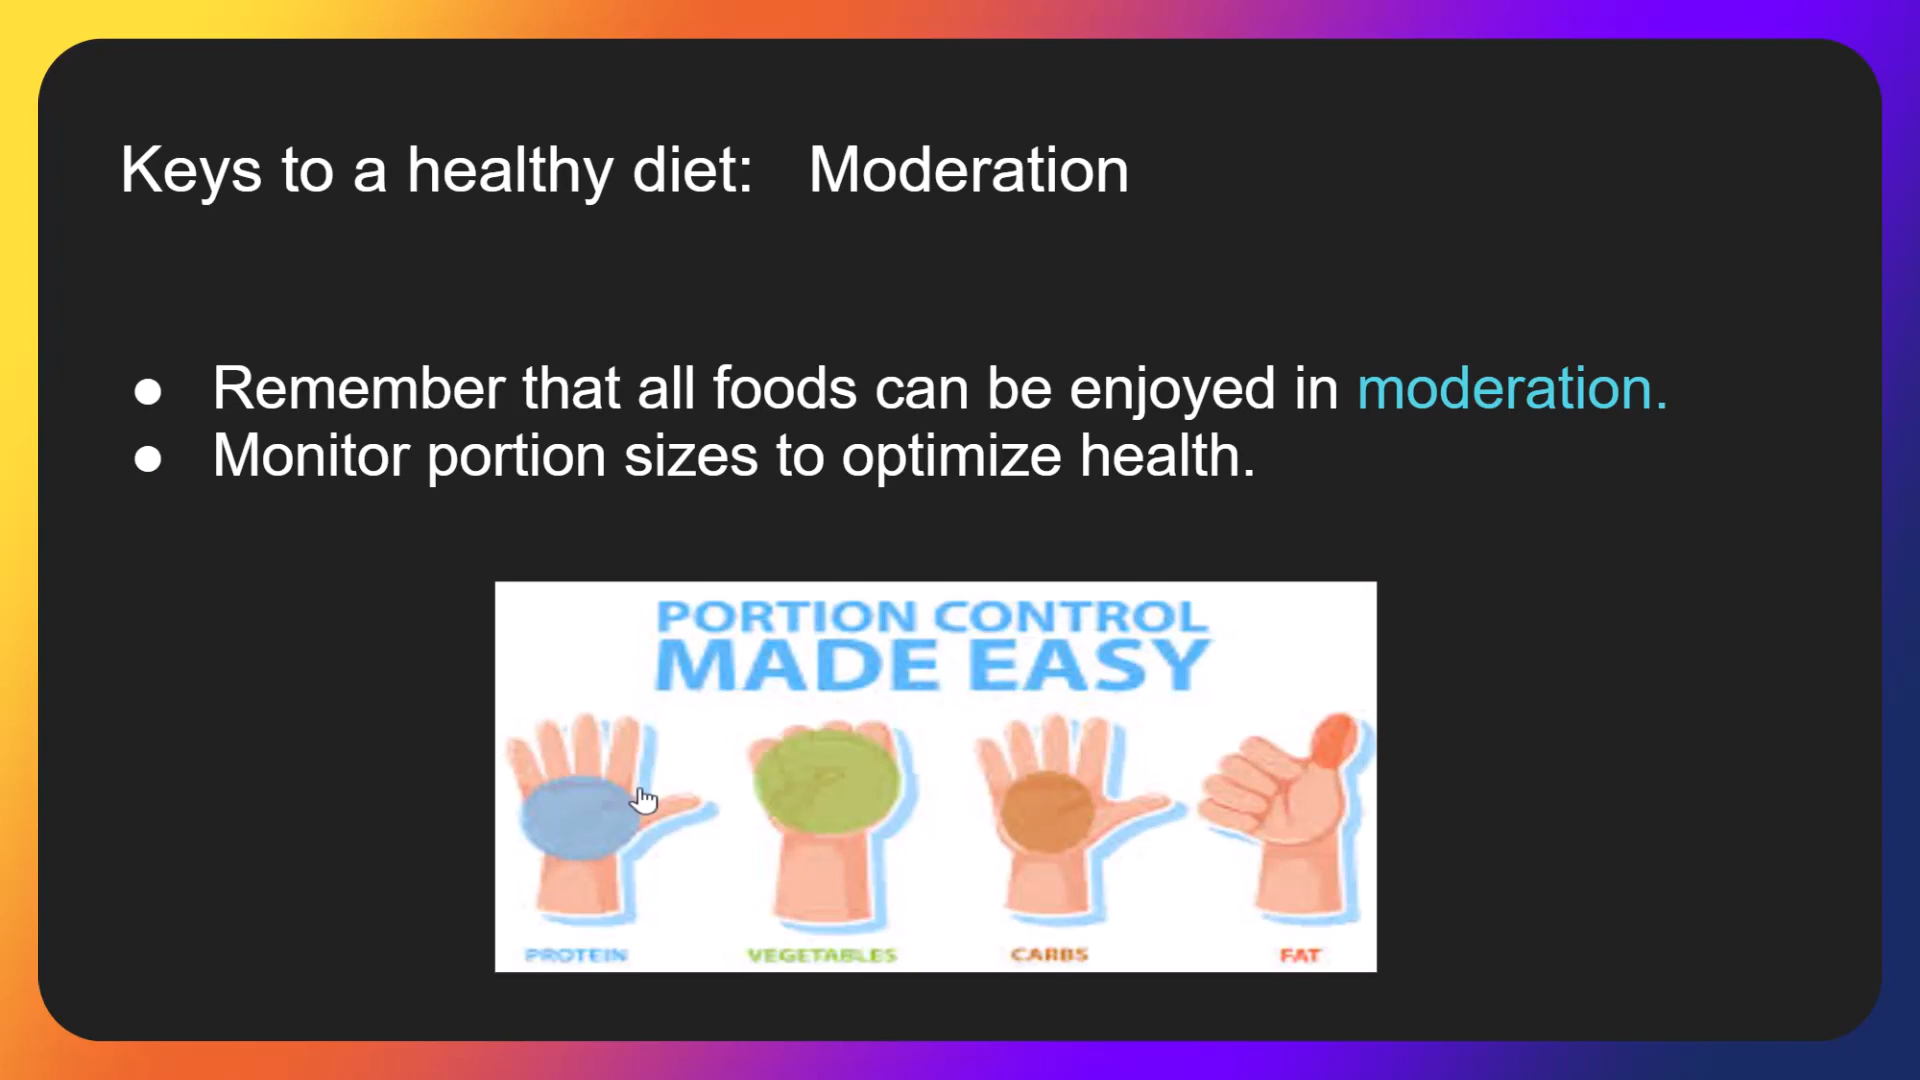 Keys to a healthy diet: Moderation
● Remember that all foods can be enjoyed in moderation.
● Monitor portion sizes to optimize health.
PORTION CONTROL
MADE EASY
PROTEIN VEGETABLES CARBS FAT